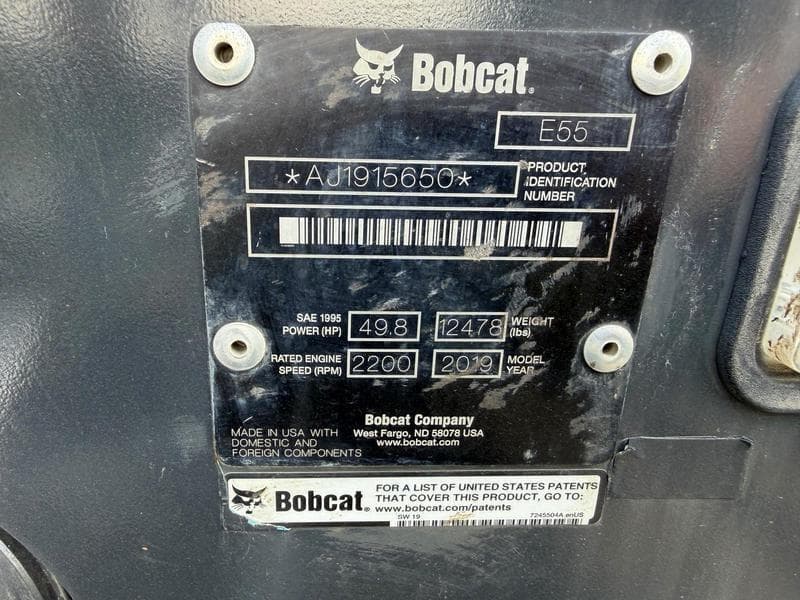 Bobcat®
E55
*AJ1915650*
PRODUCT
IDENTIFICATION
NUMBER
SAE 1995
POWER (HP)
49.8
12478
WEIGHT
(lbs)
RATED ENGINE
SPEED (RPM)
2200
2019
MODEL
YEAR
Bobcat Company
West Fargo, ND 58078 USA
www.bobcat.com
MADE IN USA WITH
DOMESTIC AND
FOREIGN COMPONENTS
Bobcat®
FOR A LIST OF UNITED STATES PATENTS
THAT COVER THIS PRODUCT, GO TO:
www.bobcat.com/patents
SW 19
7245504A enUS